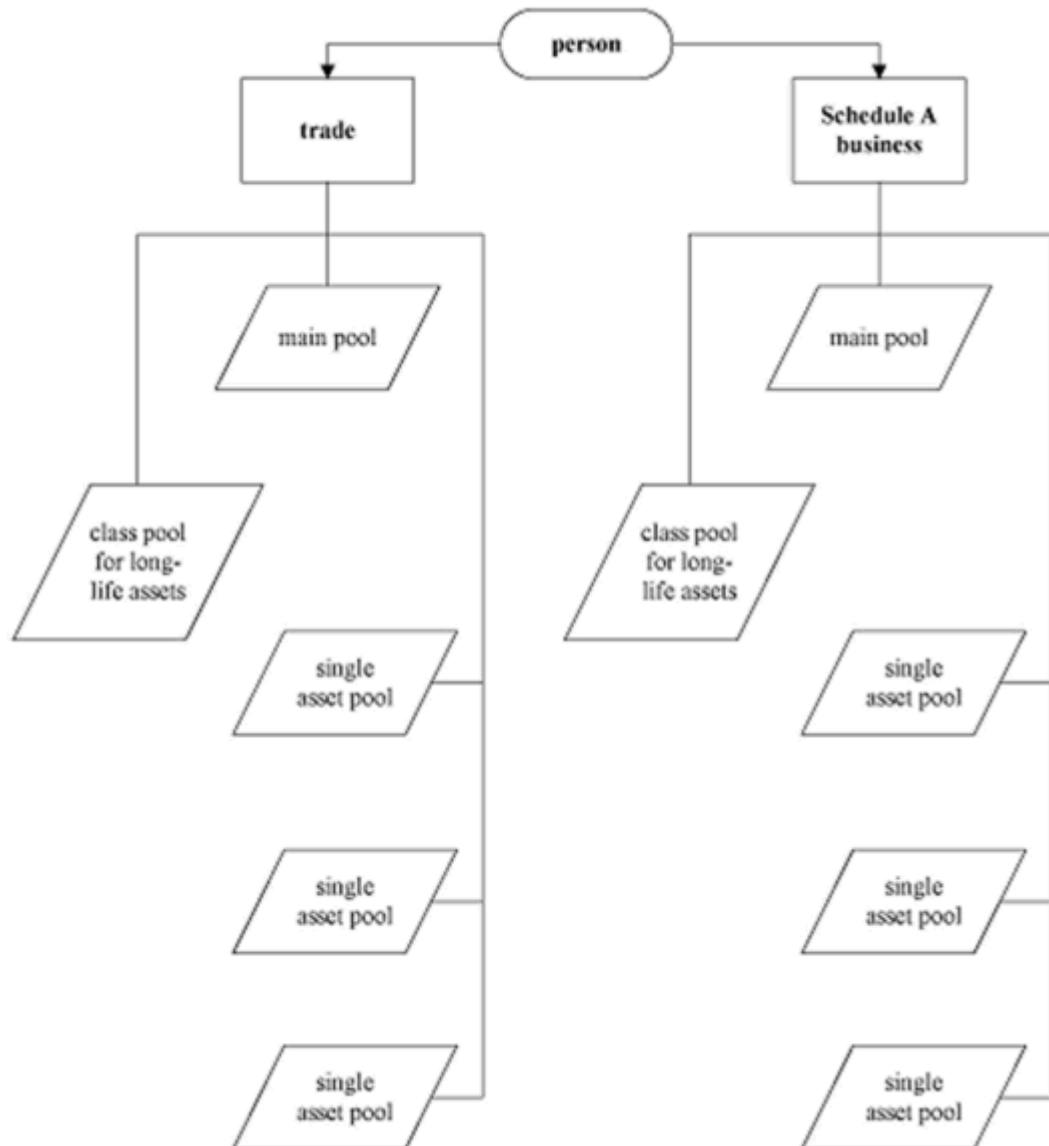 person
trade
Schedule A
business
main pool
main pool
class pool
for long-
life assets
class pool
for long-
life assets
single
asset pool
single
asset pool
single
asset pool
single
asset pool
single
asset pool
single
asset pool